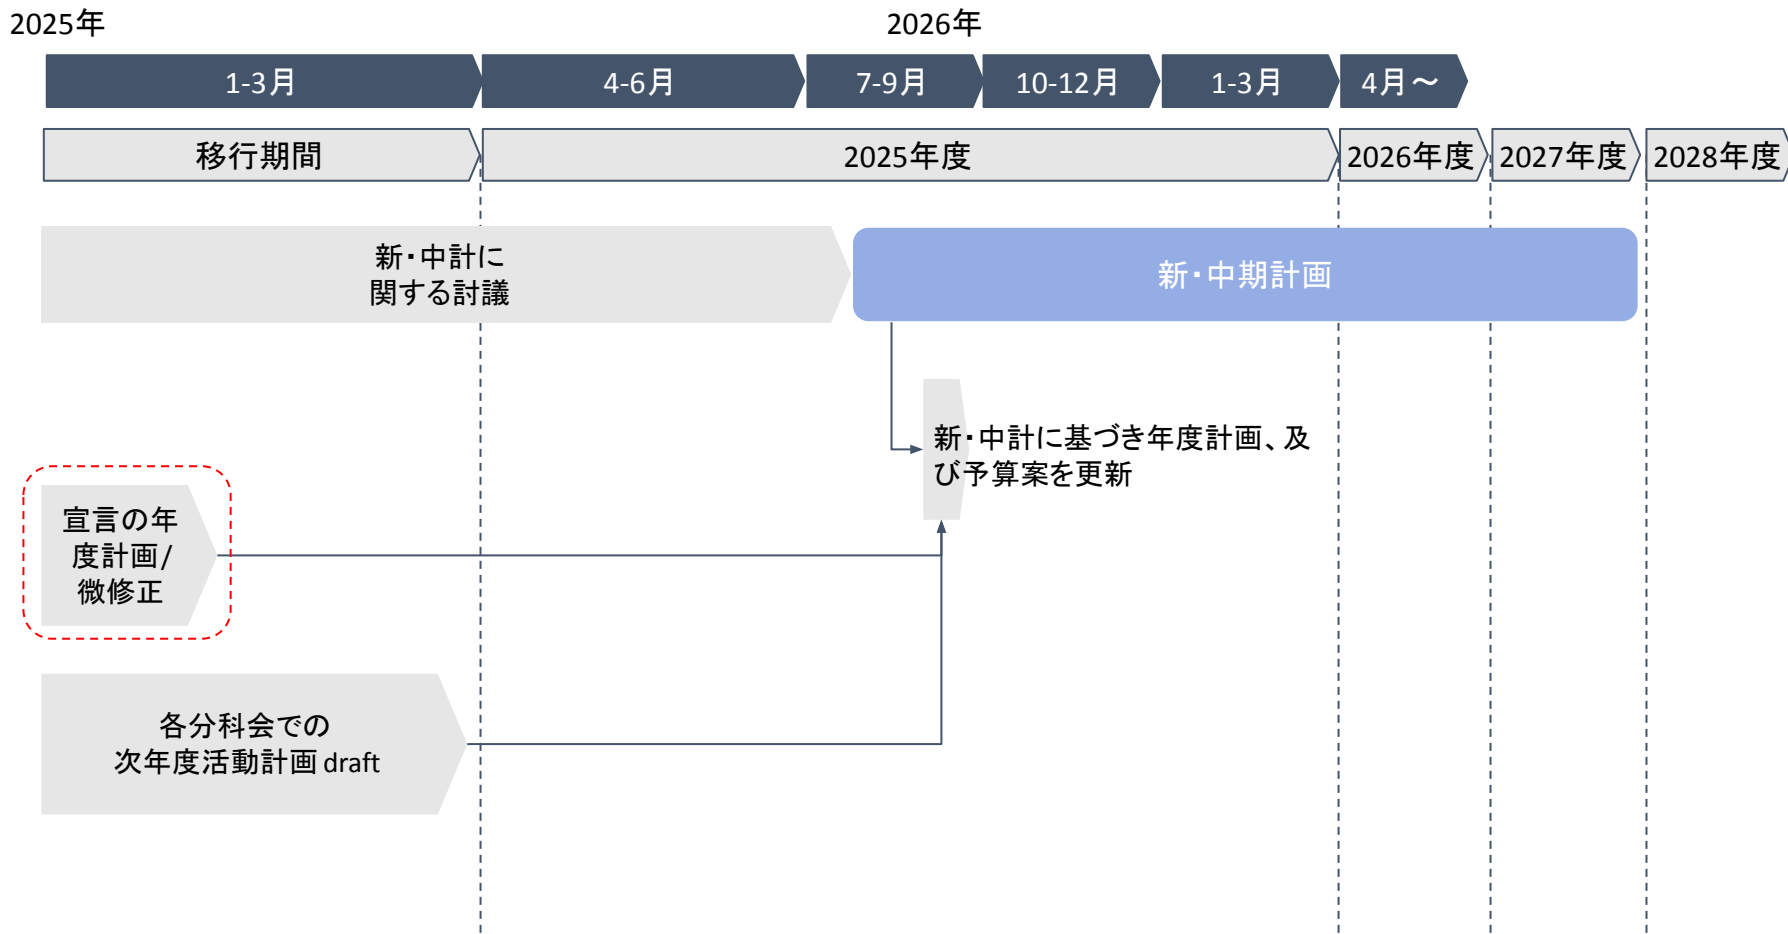 2025年
2026年
1-3月
4-6月
7-9月
10-12月
1-3月
4月～
移行期間
2025年度
2026年度
2027年度
2028年度
新・中計に
関する討議
新・中期計画
新・中計に基づき年度計画、及
び予算案を更新
宣言の年
度計画/
微修正
各分科会での
次年度活動計画 draft